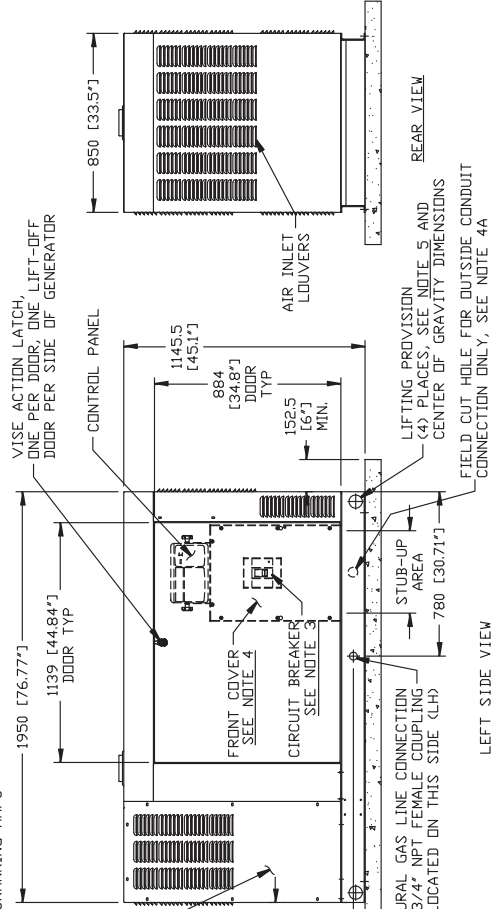 1950 [76.77"]
VISE ACTION LATCH,
ONE PER DOOR, ONE LIFT-OFF
DOOR PER SIDE OF GENERATOR
1139 [44.84"]
DOOR TYP
CONTROL PANEL
1145.5
[45.1"]
884
[34.8"]
DOOR
TYP
152.5
[6"]
MIN.
850 [33.5"]
AIR INLET
LOUVERS
REAR VIEW
FRONT COVER
SEE NOTE 4
CIRCUIT BREAKER
SEE NOTE 3
LIFTING PROVISION
(4) PLACES, SEE NOTE 5 AND
CENTER OF GRAVITY DIMENSIONS
STUB-UP
AREA
780 [30.71"]
FIELD CUT HOLE FOR OUTSIDE CONDUIT
CONNECTION ONLY, SEE NOTE 4A
URAL GAS LINE CONNECTION
3/4" NPT FEMALE COUPLING
LOCATED ON THIS SIDE (LH)
LEFT SIDE VIEW